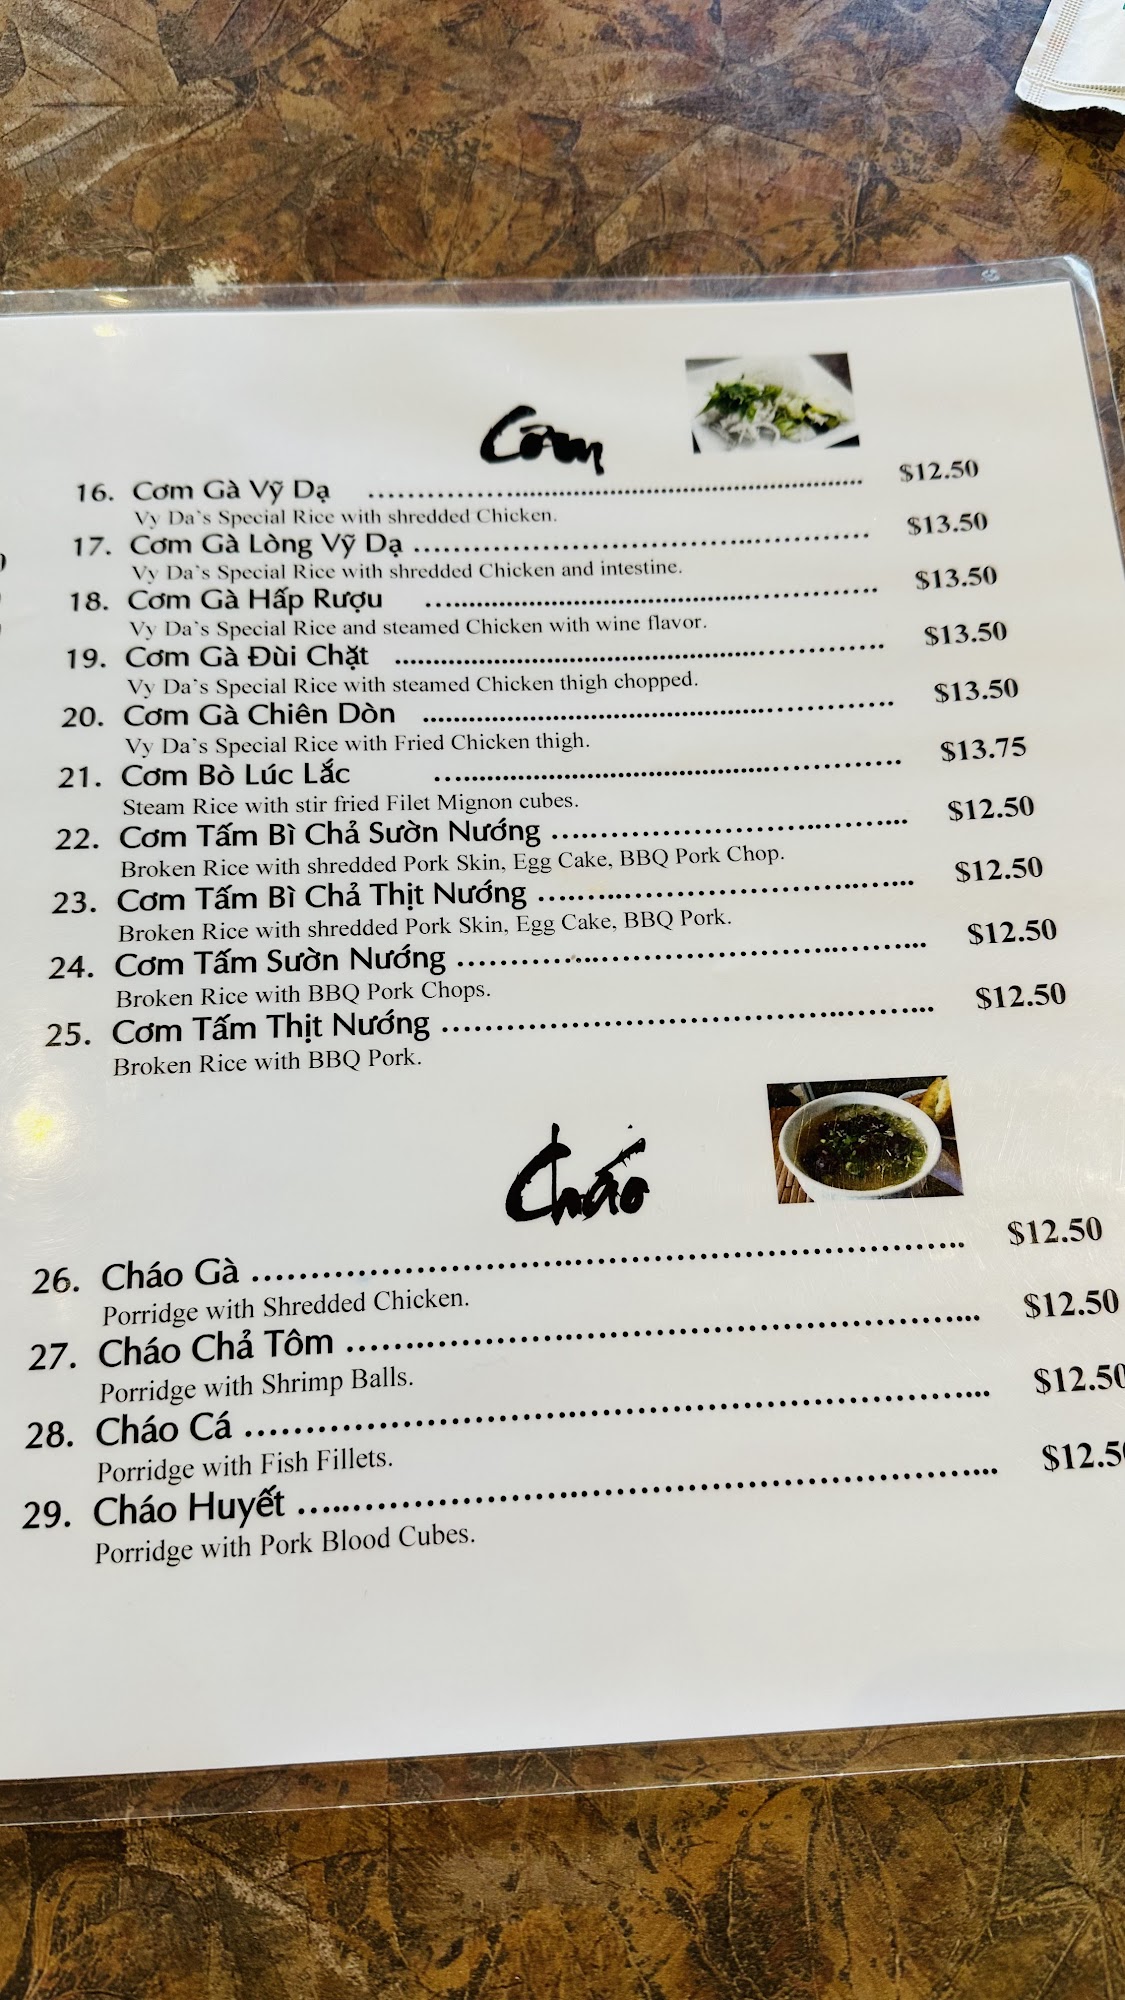 Cơm
16. Cơm Gà Vỹ Dạ ................................ $12.50
Vy Da's Special Rice with shredded Chicken.
17. Cơm Gà Lòng Vỹ Dạ ................................ $13.50
Vy Da's Special Rice with shredded Chicken and intestine.
18. Cơm Gà Hấp Rượu ................................ $13.50
Vy Da's Special Rice and steamed Chicken with wine flavor.
19. Cơm Gà Đùi Chặt ................................ $13.50
Vy Da's Special Rice with steamed Chicken thigh chopped.
20. Cơm Gà Chiên Dòn ................................ $13.50
Vy Da's Special Rice with Fried Chicken thigh.
21. Cơm Bò Lúc Lắc ................................ $13.75
Steam Rice with stir fried Filet Mignon cubes.
22. Cơm Tấm Bì Chả Sườn Nướng ................................ $12.50
Broken Rice with shredded Pork Skin, Egg Cake, BBQ Pork Chop.
23. Cơm Tấm Bì Chả Thịt Nướng ................................ $12.50
Broken Rice with shredded Pork Skin, Egg Cake, BBQ Pork.
24. Cơm Tấm Sườn Nướng ................................ $12.50
Broken Rice with BBQ Pork Chops.
25. Cơm Tấm Thịt Nướng ................................ $12.50
Broken Rice with BBQ Pork.
Cháo
26. Cháo Gà ................................ $12.50
Porridge with Shredded Chicken.
27. Cháo Chả Tôm ................................ $12.50
Porridge with Shrimp Balls.
28. Cháo Cá ................................ $12.50
Porridge with Fish Fillets.
29. Cháo Huyết ................................ $12.50
Porridge with Pork Blood Cubes.